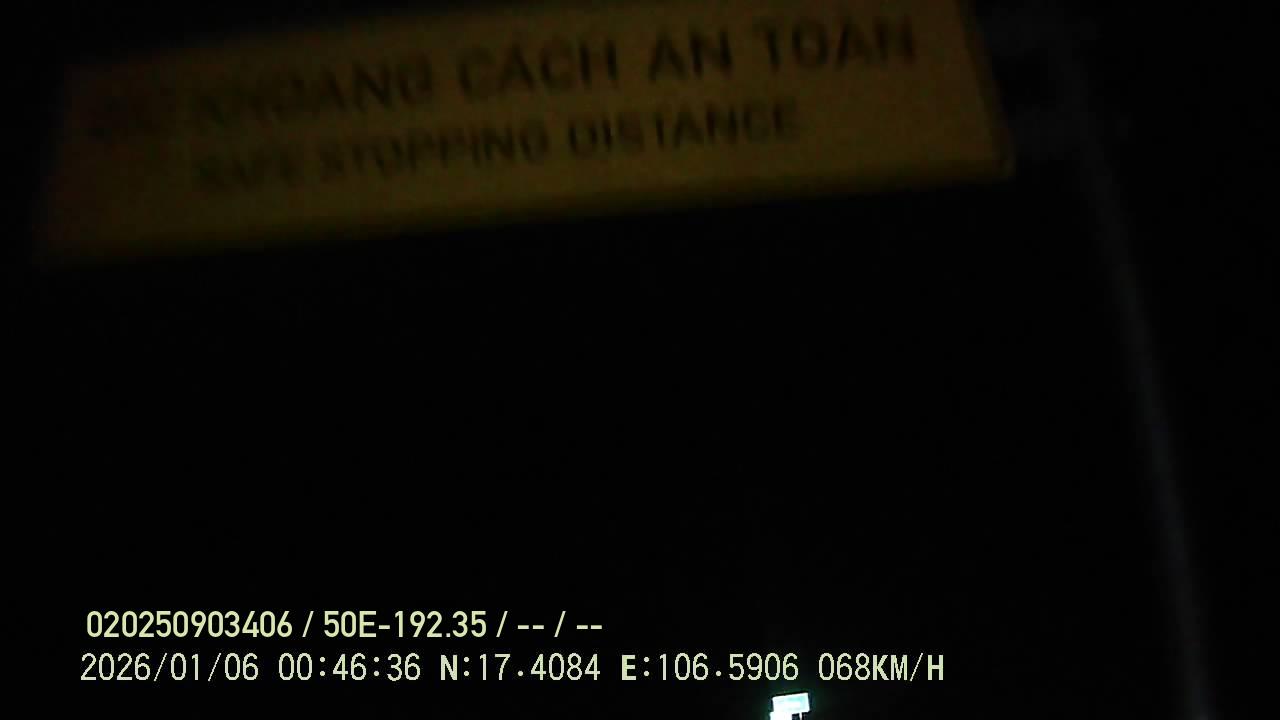 KHOẢNG CÁCH AN TOÀN
SAFE STOPPING DISTANCE
020250903406 / 50E-192.35 / -- / --
2026/01/06 00:46:36 N:17.4084 E:106.5906 068KM/H